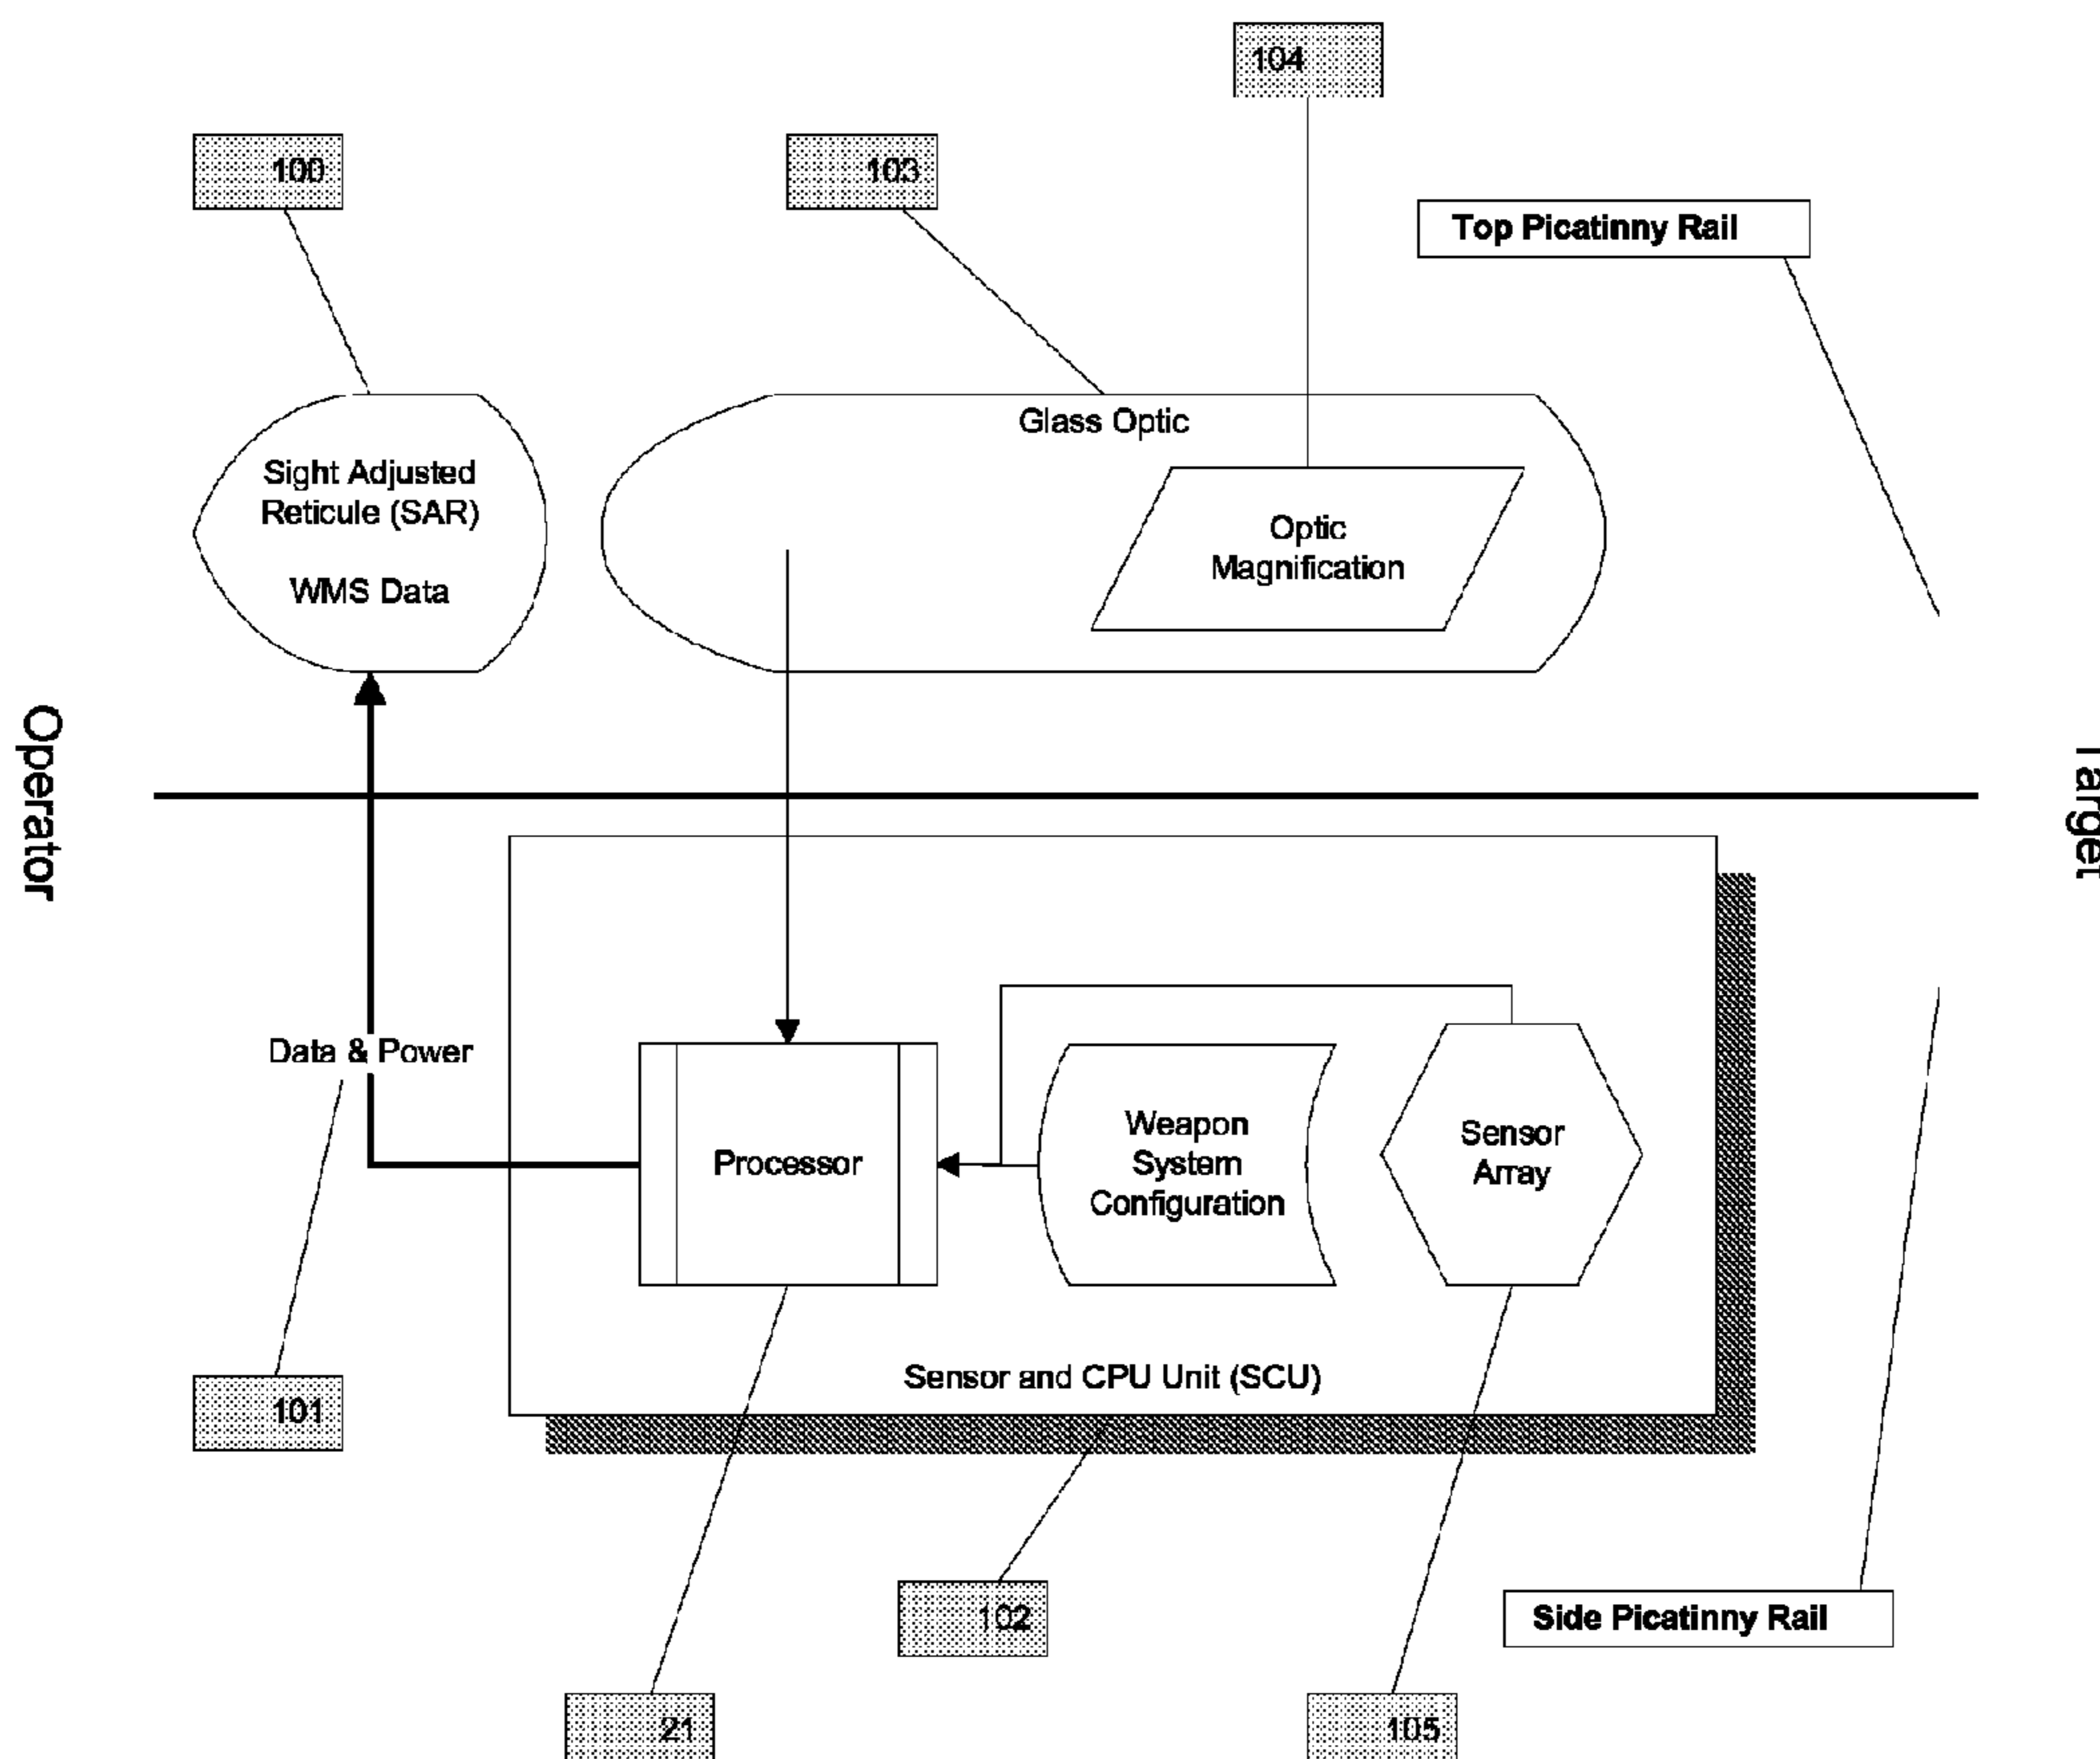 104
100
103
Top Picatinny Rail
Glass Optic
Sight Adjusted
Reticule (SAR)
WMS Data
Optic
Magnification
Operator
Target
Data & Power
Processor
Weapon
System
Configuration
Sensor
Array
Sensor and CPU Unit (SCU)
101
102
Side Picatinny Rail
21
105